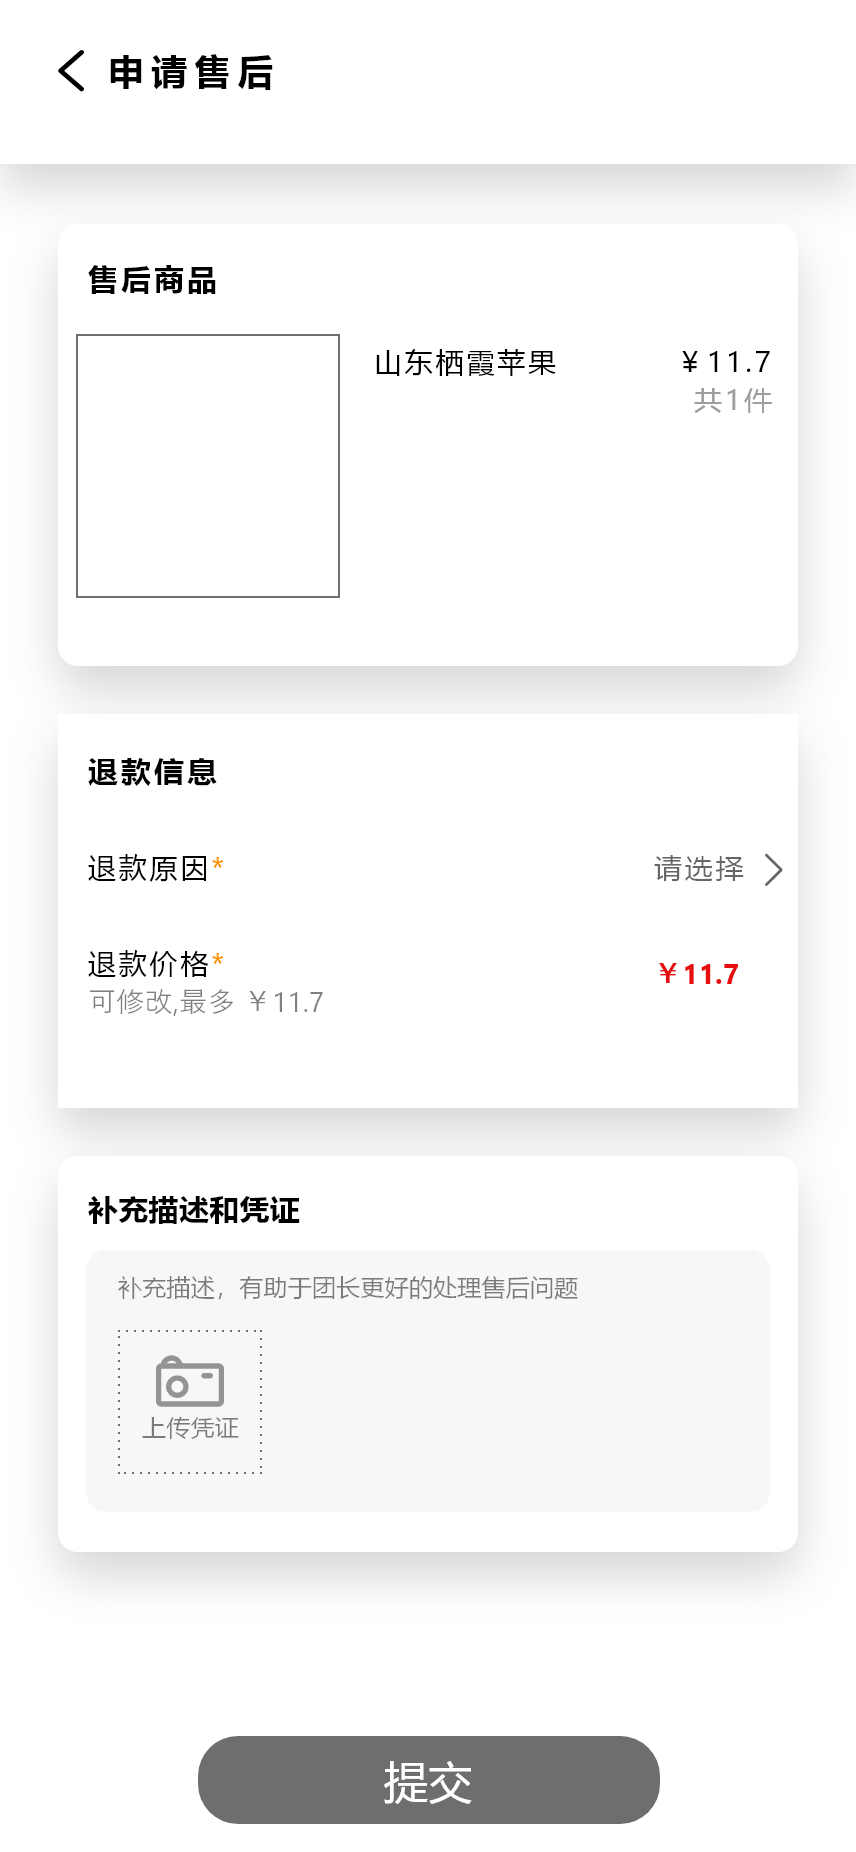 申请售后
售后商品
山东栖霞苹果
¥ 11.7
共1件
退款信息
退款原因*
请选择
退款价格*
￥11.7
可修改,最多 ￥11.7
补充描述和凭证
补充描述，有助于团长更好的处理售后问题
上传凭证
提交